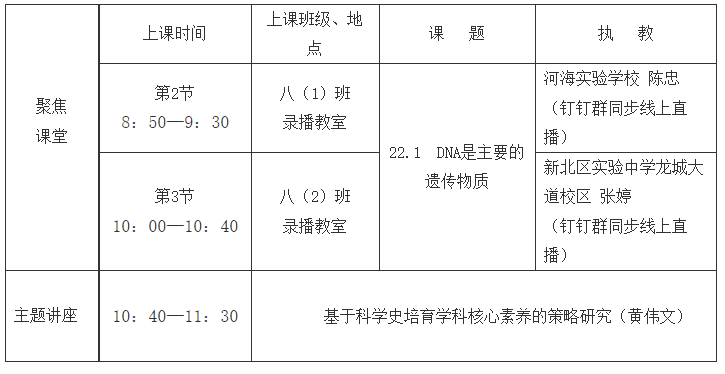 聚焦
课堂
上课时间
上课班级、地
点
课　题
执　教
第2节
8：50—9：30
八（1）班
录播教室
22.1　DNA是主要的
遗传物质
河海实验学校 陈忠
（钉钉群同步线上直
播）
第3节
10：00—10：40
八（2）班
录播教室
新北区实验中学龙城大
道校区 张婷
（钉钉群同步线上直
播）
主题讲座
10：40—11：30
基于科学史培育学科核心素养的策略研究（黄伟文）